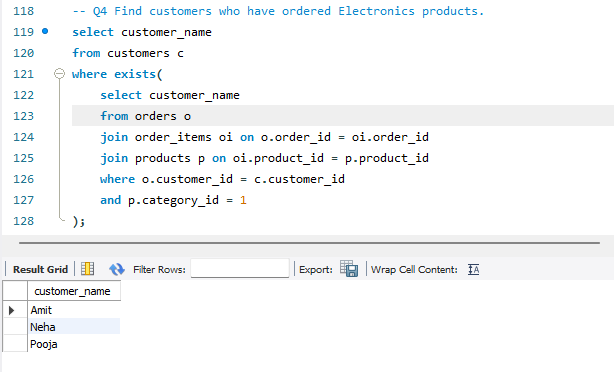 118 -- Q4 Find customers who have ordered Electronics products.
119 select customer_name
120 from customers c
121 where exists(
122 select customer_name
123 from orders o
124 join order_items oi on o.order_id = oi.order_id
125 join products p on oi.product_id = p.product_id
126 where o.customer_id = c.customer_id
127 and p.category_id = 1
128 );
Result Grid Filter Rows: Export: Wrap Cell Content: IA
customer_name
Amit
Neha
Pooja